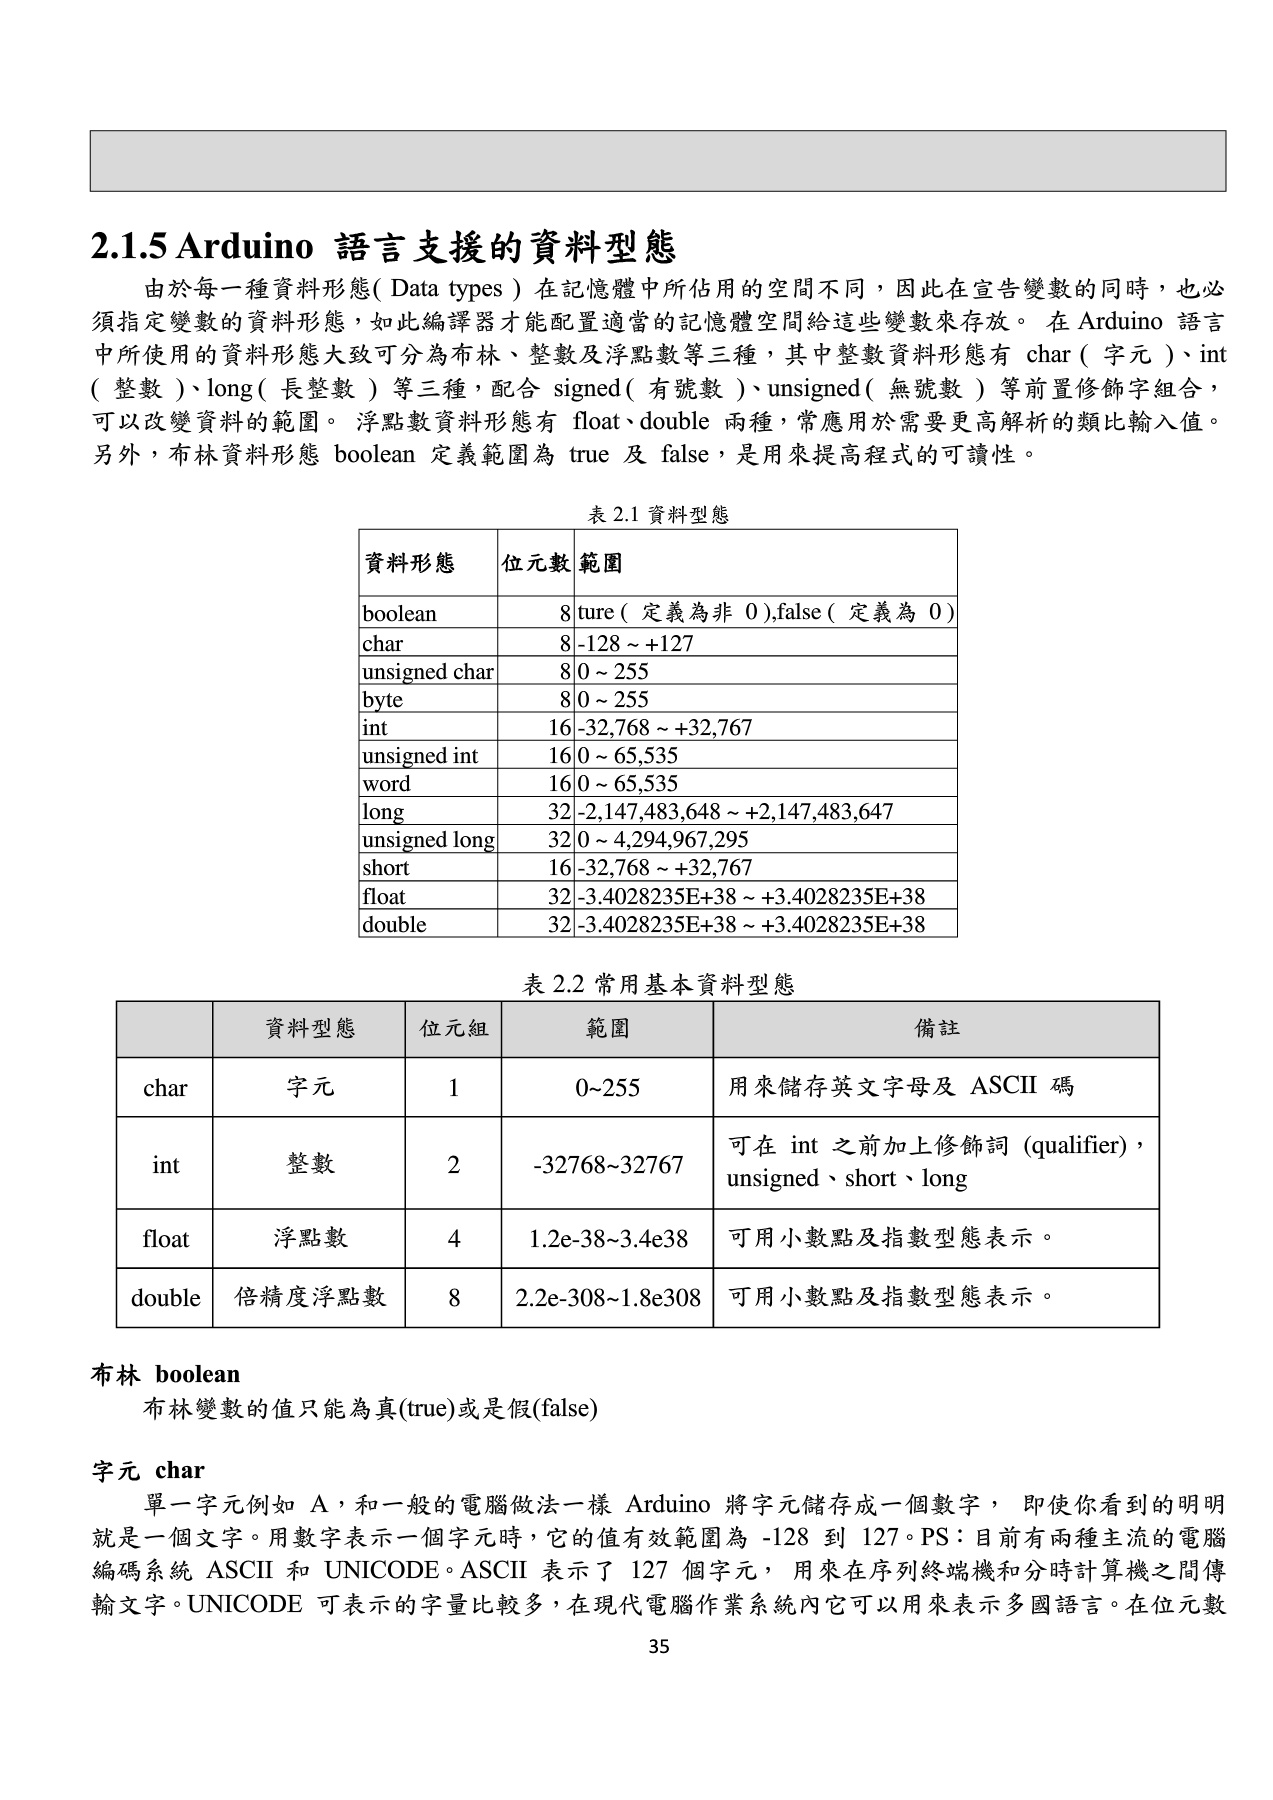 2.1.5 Arduino 語言支援的資料型態
由於每一種資料形態( Data types ) 在記憶體中所佔用的空間不同，因此在宣告變數的同時，也必
須指定變數的資料形態，如此編譯器才能配置適當的記憶體空間給這些變數來存放。 在 Arduino 語言
中所使用的資料形態大致可分為布林、整數及浮點數等三種，其中整數資料形態有 char ( 字元 )、int
( 整數 )、long ( 長整數 ) 等三種，配合 signed ( 有號數 )、unsigned ( 無號數 ) 等前置修飾字組合，
可以改變資料的範圍。 浮點數資料形態有 float、double 兩種，常應用於需要更高解析的類比輸入值。
另外，布林資料形態 boolean 定義範圍為 true 及 false，是用來提高程式的可讀性。
表 2.1 資料型態
資料形態 位元數 範圍
boolean 8 ture ( 定義為非 0 ),false ( 定義為 0 )
char 8 -128 ~ +127
unsigned char 8 0 ~ 255
byte 8 0 ~ 255
int 16 -32,768 ~ +32,767
unsigned int 16 0 ~ 65,535
word 16 0 ~ 65,535
long 32 -2,147,483,648 ~ +2,147,483,647
unsigned long 32 0 ~ 4,294,967,295
short 16 -32,768 ~ +32,767
float 32 -3.4028235E+38 ~ +3.4028235E+38
double 32 -3.4028235E+38 ~ +3.4028235E+38
表 2.2 常用基本資料型態
資料型態 位元組 範圍 備註
char 字元 1 0~255 用來儲存英文字母及 ASCII 碼
int 整數 2 -32768~32767 可在 int 之前加上修飾詞 (qualifier)，
unsigned、short、long
float 浮點數 4 1.2e-38~3.4e38 可用小數點及指數型態表示。
double 倍精度浮點數 8 2.2e-308~1.8e308 可用小數點及指數型態表示。
布林 boolean
布林變數的值只能為真(true)或是假(false)
字元 char
單一字元例如 A，和一般的電腦做法一樣 Arduino 將字元儲存成一個數字， 即使你看到的明明
就是一個文字。用數字表示一個字元時，它的值有效範圍為 -128 到 127。PS：目前有兩種主流的電腦
編碼系統 ASCII 和 UNICODE。ASCII 表示了 127 個字元， 用來在序列終端機和分時計算機之間傳
輸文字。UNICODE 可表示的字量比較多，在現代電腦作業系統內它可以用來表示多國語言。在位元數
35